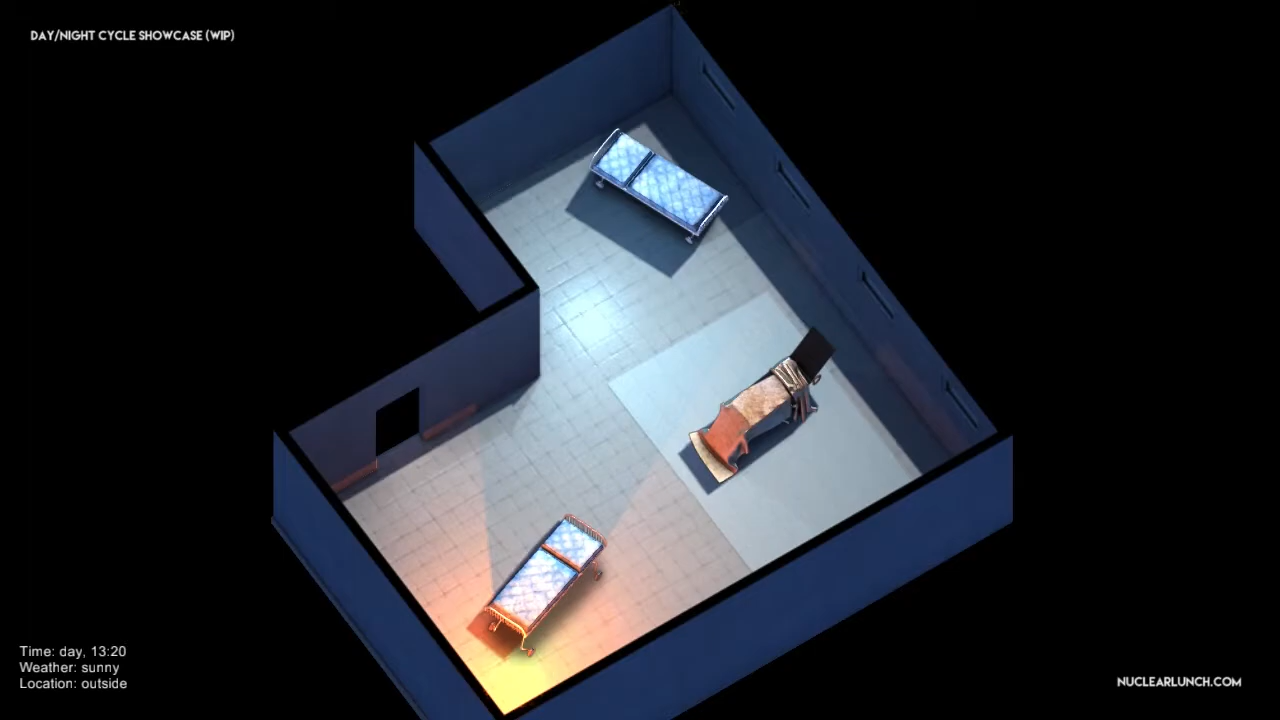 DAY/NIGHT CYCLE SHOWCASE (WIP)
Time: day, 13:20
Weather: sunny
Location: outside
NUCLEARLUNCH.COM